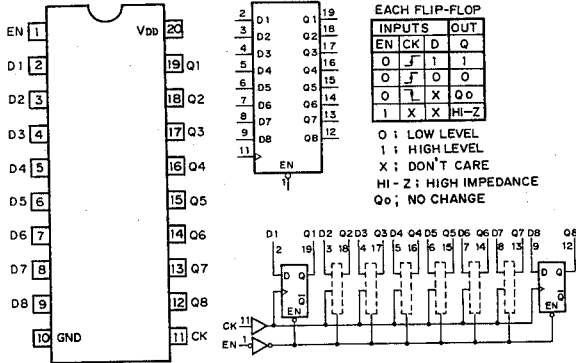 EN 1 VDD 20
D1 2 19 Q1
D2 3 18 Q2
D3 4 17 Q3
D4 5 16 Q4
D5 6 15 Q5
D6 7 14 Q6
D7 8 13 Q7
D8 9 12 Q8
10 GND 11 CK
2 D1 Q1 19
3 D2 Q2 18
4 D3 Q3 17
5 D4 Q4 16
6 D5 Q5 15
7 D6 Q6 14
8 D7 Q7 13
9 D8 Q8 12
11
EN
1
EACH FLIP-FLOP
INPUTS OUT
EN CK D Q
0 1 1
0 0 0
0 X Qo
1 X X HI-Z
0 ; LOW LEVEL
1 ; HIGH LEVEL
X ; DON'T CARE
HI - Z ; HIGH IMPEDANCE
Qo ; NO CHANGE
D1 Q1 D2 Q2 D3 Q3 D4 Q4 D5 Q5 D6 Q6 D7 Q7 D8 Q8
2 19 3 18 4 17 5 16 6 15 7 14 8 13 9 12
D Q D Q
Q Q
EN EN
CK 11
EN 1